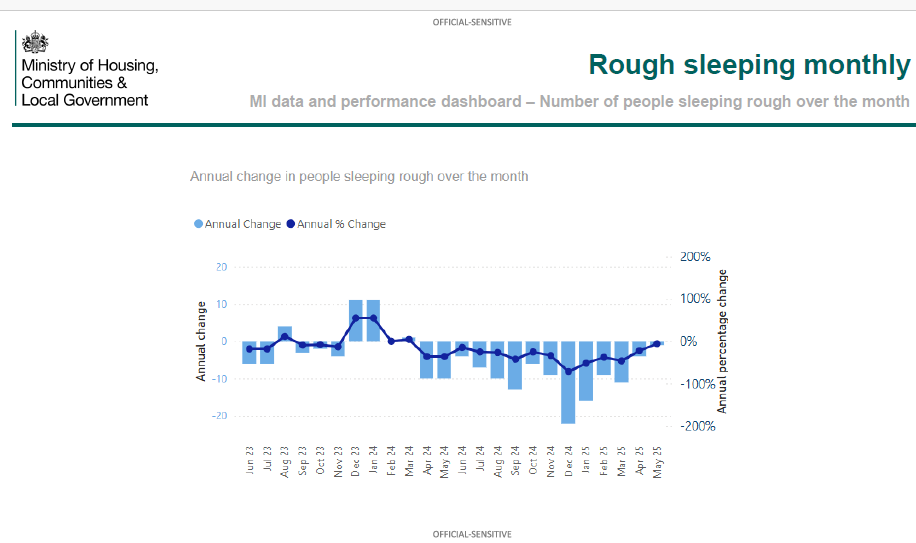 OFFICIAL-SENSITIVE
Ministry of Housing,
Communities &
Local Government
Rough sleeping monthly
MI data and performance dashboard – Number of people sleeping rough over the month
Annual change in people sleeping rough over the month
Annual Change Annual % Change
Annual change
20
10
0
-10
-20
200%
100%
0%
-100%
-200%
Annual percentage change
Jun 23
Jul 23
Aug 23
Sep 23
Oct 23
Nov 23
Dec 23
Jan 24
Feb 24
Mar 24
Apr 24
May 24
Jun 24
Jul 24
Aug 24
Sep 24
Oct 24
Nov 24
Dec 24
Jan 25
Feb 25
Mar 25
Apr 25
May 25
OFFICIAL-SENSITIVE